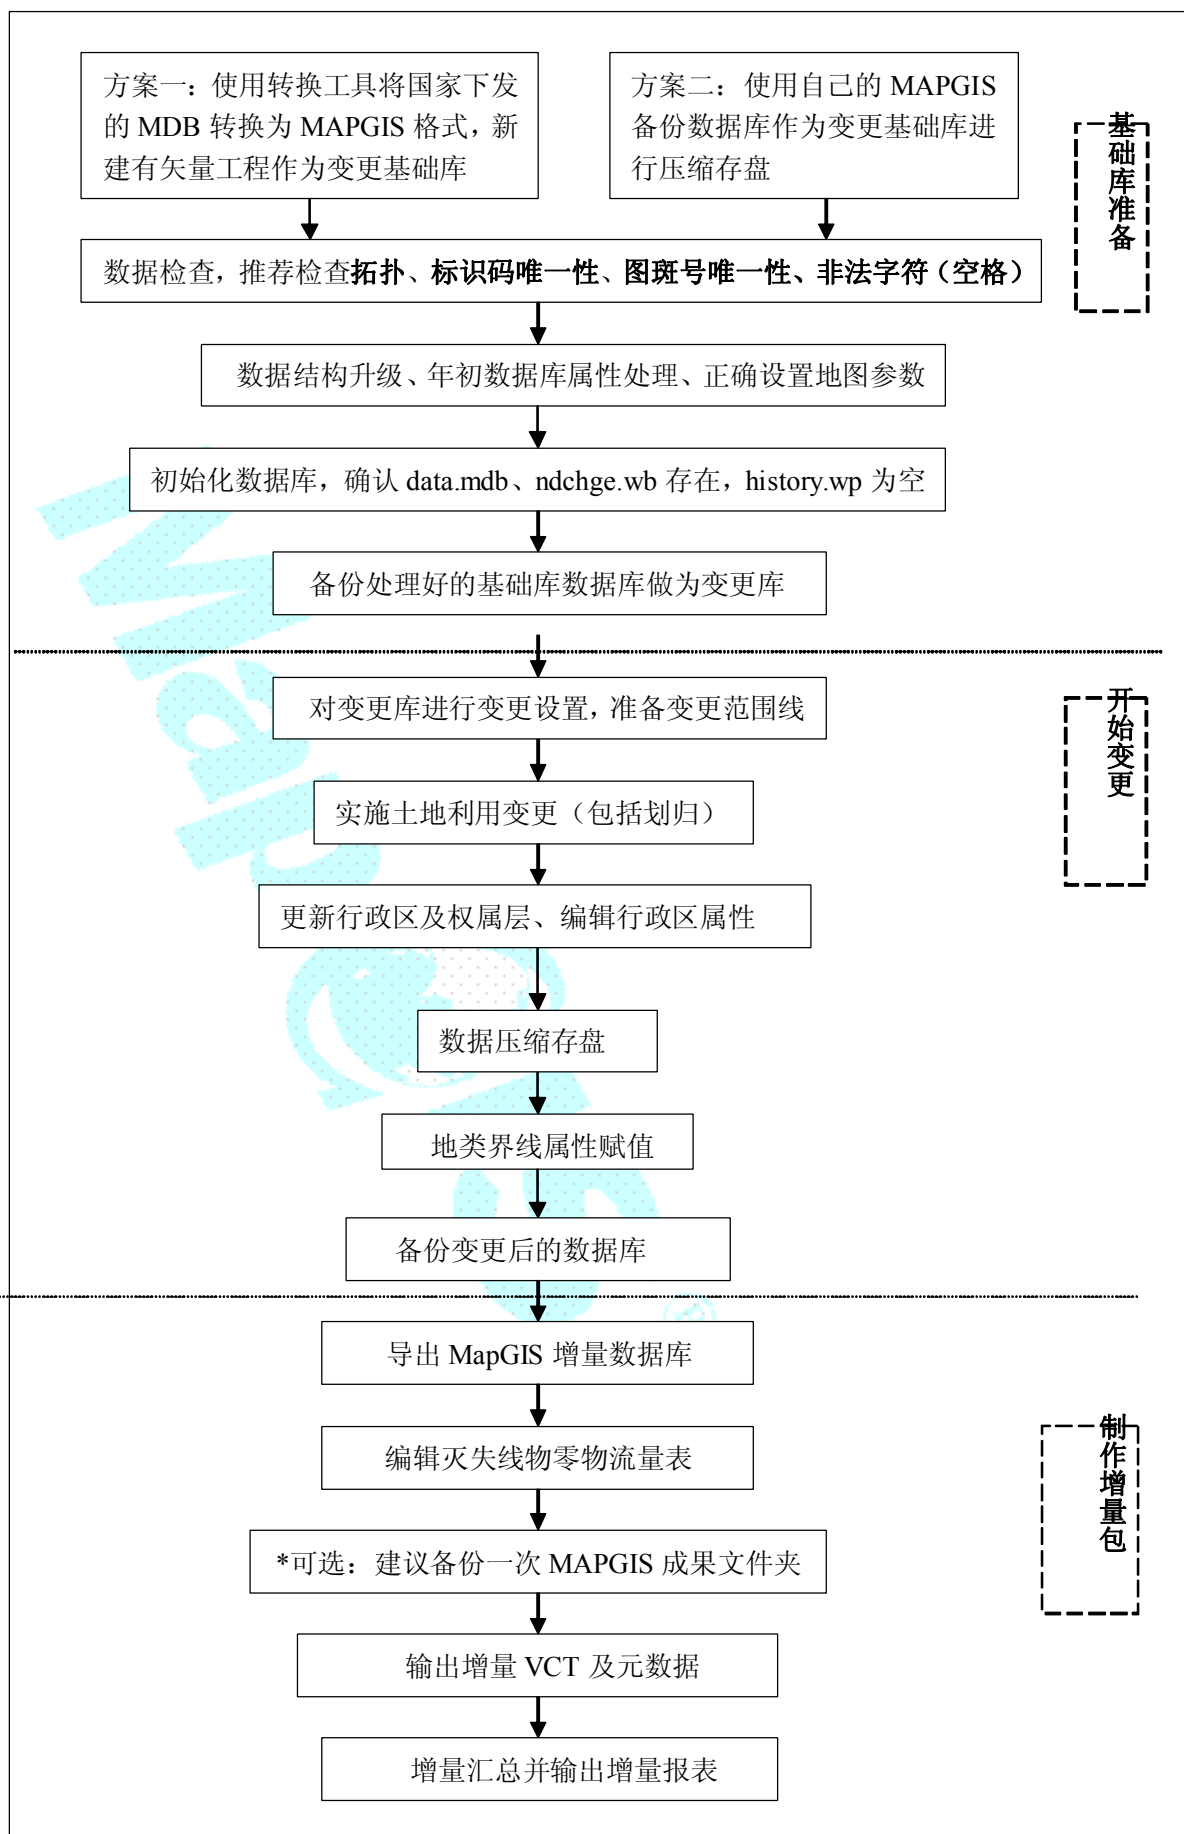 方案一：使用转换工具将国家下发
的 MDB 转换为 MAPGIS 格式，新
建有矢量工程作为变更基础库
方案二：使用自己的 MAPGIS
备份数据库作为变更基础库进
行压缩存盘
基础库准备
数据检查，推荐检查拓扑、标识码唯一性、图斑号唯一性、非法字符（空格）
数据结构升级、年初数据库属性处理、正确设置地图参数
初始化数据库，确认 data.mdb、ndchge.wb 存在，history.wp 为空
备份处理好的基础库数据库做为变更库
对变更库进行变更设置，准备变更范围线
开始变更
实施土地利用变更（包括划归）
更新行政区及权属层、编辑行政区属性
数据压缩存盘
地类界线属性赋值
备份变更后的数据库
导出 MapGIS 增量数据库
编辑灭失线物零物流量表
制作增量包
*可选：建议备份一次 MAPGIS 成果文件夹
输出增量 VCT 及元数据
增量汇总并输出增量报表
MapGIS®